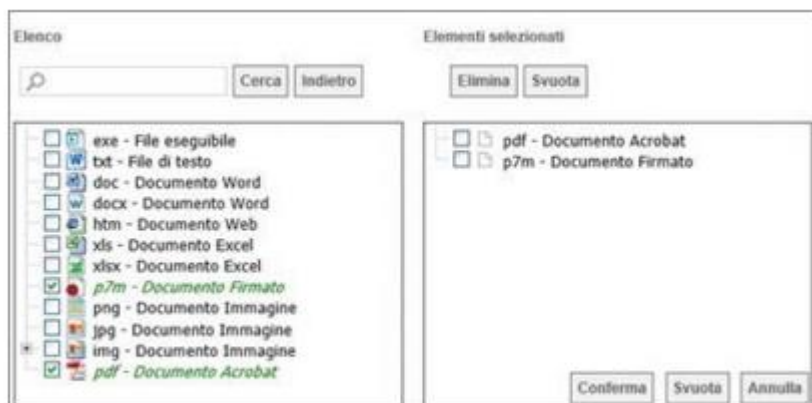 Elenco
Cerca
Indietro
exe - File eseguibile
txt - File di testo
doc - Documento Word
docx - Documento Word
htm - Documento Web
xls - Documento Excel
xlsx - Documento Excel
p7m - Documento Firmato
png - Documento Immagine
jpg - Documento Immagine
img - Documento Immagine
pdf - Documento Acrobat
Elementi selezionati
Elimina
Svuota
pdf - Documento Acrobat
p7m - Documento Firmato
Conferma
Svuota
Annulla